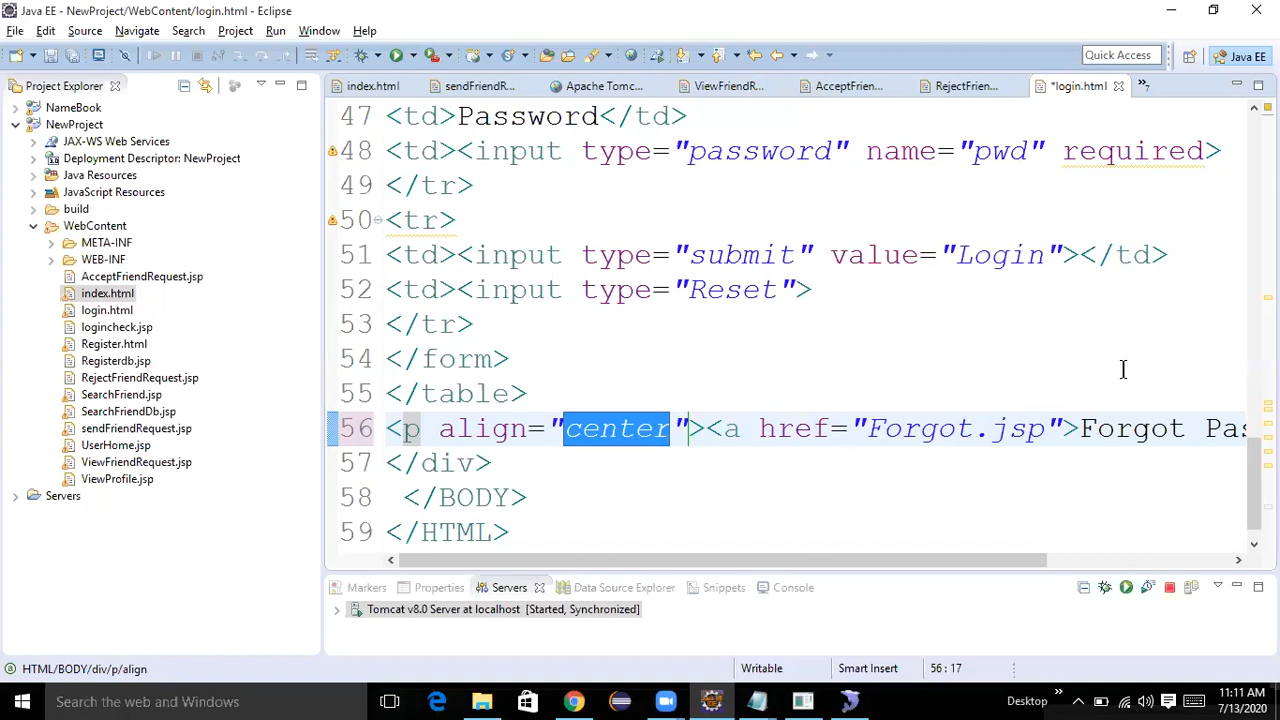 Java EE - NewProject/WebContent/login.html - Eclipse
File Edit Source Navigate Search Project Run Window Help
Quick Access
Java EE
Project Explorer
index.html
sendFriendR...
Apache Tomc...
ViewFriendR...
AcceptFrien...
RejectFrien...
*login.html
7
NameBook
NewProject
JAX-WS Web Services
Deployment Descriptor: NewProject
Java Resources
JavaScript Resources
build
WebContent
META-INF
WEB-INF
AcceptFriendRequest.jsp
index.html
login.html
logincheck.jsp
Register.html
Registerdb.jsp
RejectFriendRequest.jsp
SearchFriend.jsp
SearchFriendDb.jsp
sendFriendRequest.jsp
UserHome.jsp
ViewFriendRequest.jsp
ViewProfile.jsp
Servers
47 <td>Password</td>
48 <td><input type="password" name="pwd" required>
49 </tr>
50 <tr>
51 <td><input type="submit" value="Login"></td>
52 <td><input type="Reset">
53 </tr>
54 </form>
55 </table>
56 <p align="center"><a href="Forgot.jsp">Forgot Pas
57 </div>
58 </BODY>
59 </HTML>
Markers Properties Servers Data Source Explorer Snippets Console
Tomcat v8.0 Server at localhost [Started, Synchronized]
HTML/BODY/div/p/align
Writable
Smart Insert
56 : 17
Search the web and Windows
Desktop
11:11 AM
7/13/2020